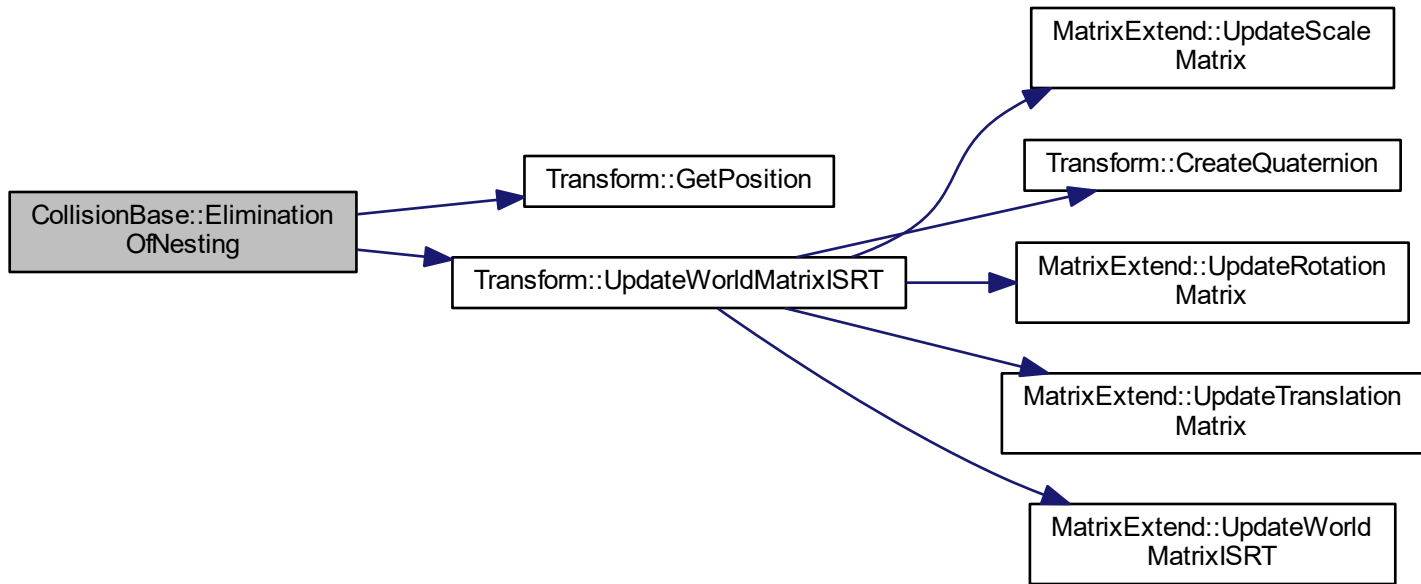 CollisionBase::Elimination
OfNesting
Transform::GetPosition
Transform::UpdateWorldMatrixISRT
MatrixExtend::UpdateScale
Matrix
Transform::CreateQuaternion
MatrixExtend::UpdateRotation
Matrix
MatrixExtend::UpdateTranslation
Matrix
MatrixExtend::UpdateWorld
MatrixISRT